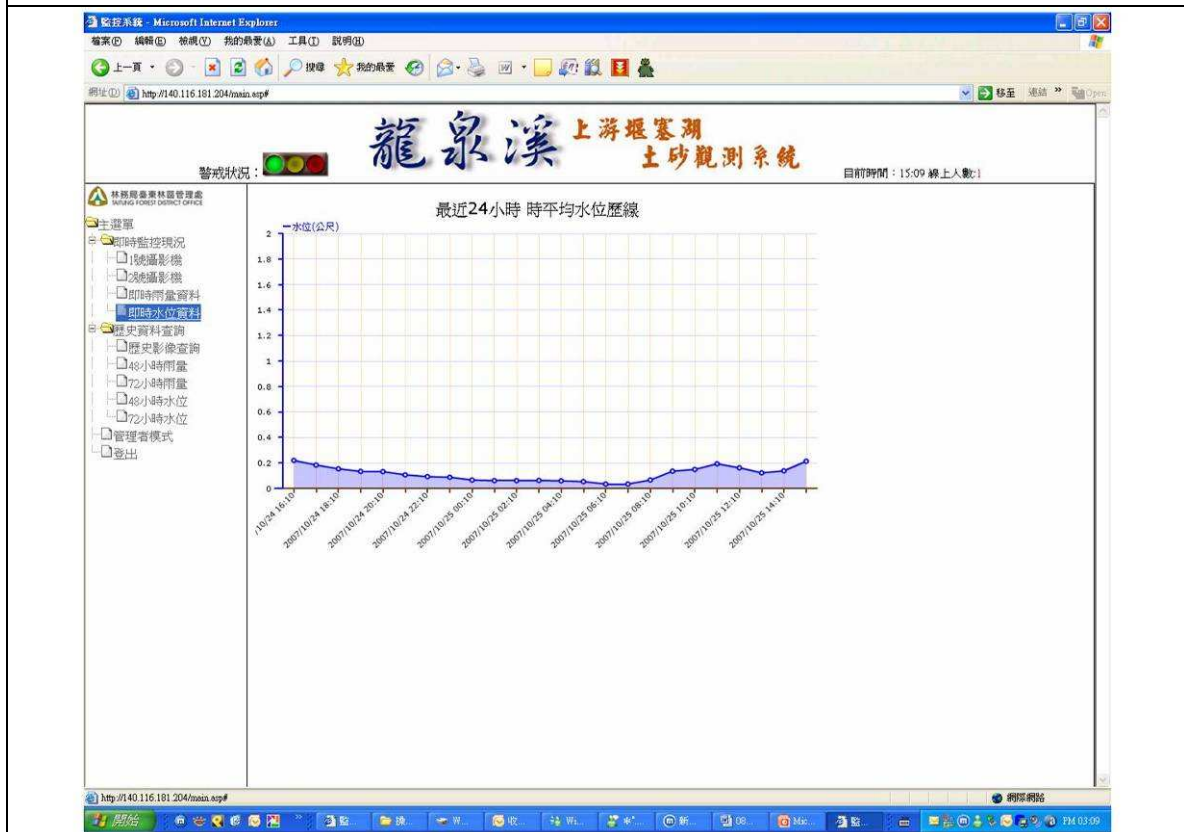 監控系統 - Microsoft Internet Explorer
檔案(F) 編輯(E) 檢視(V) 我的最愛(A) 工具(T) 說明(H)
上一頁 搜尋 我的最愛
網址(D) http://140.116.181.204/main.asp# 移至 連結 » Open
龍泉溪 上游堰塞湖
土砂觀測系統
警戒狀況：
目前時間：15:09 線上人數:1
林務局臺東林區管理處
TAITUNG FOREST DISTRICT OFFICE
主選單
即時監控現況
1號攝影機
2號攝影機
即時雨量資料
即時水位資料
歷史資料查詢
歷史影像查詢
48小時雨量
72小時雨量
48小時水位
72小時水位
管理者模式
登出
最近24小時 時平均水位歷線
水位(公尺)
2
1.8
1.6
1.4
1.2
1
0.8
0.6
0.4
0.2
0
/10/24 16:10
2007/10/24 18:10
2007/10/24 20:10
2007/10/24 22:10
2007/10/25 00:10
2007/10/25 02:10
2007/10/25 04:10
2007/10/25 06:10
2007/10/25 08:10
2007/10/25 10:10
2007/10/25 12:10
2007/10/25 14:10
http://140.116.181.204/main.asp# 網際網路
開始 監... W... 收... Wi... 新... 08... Mic... 監... PM 03:09